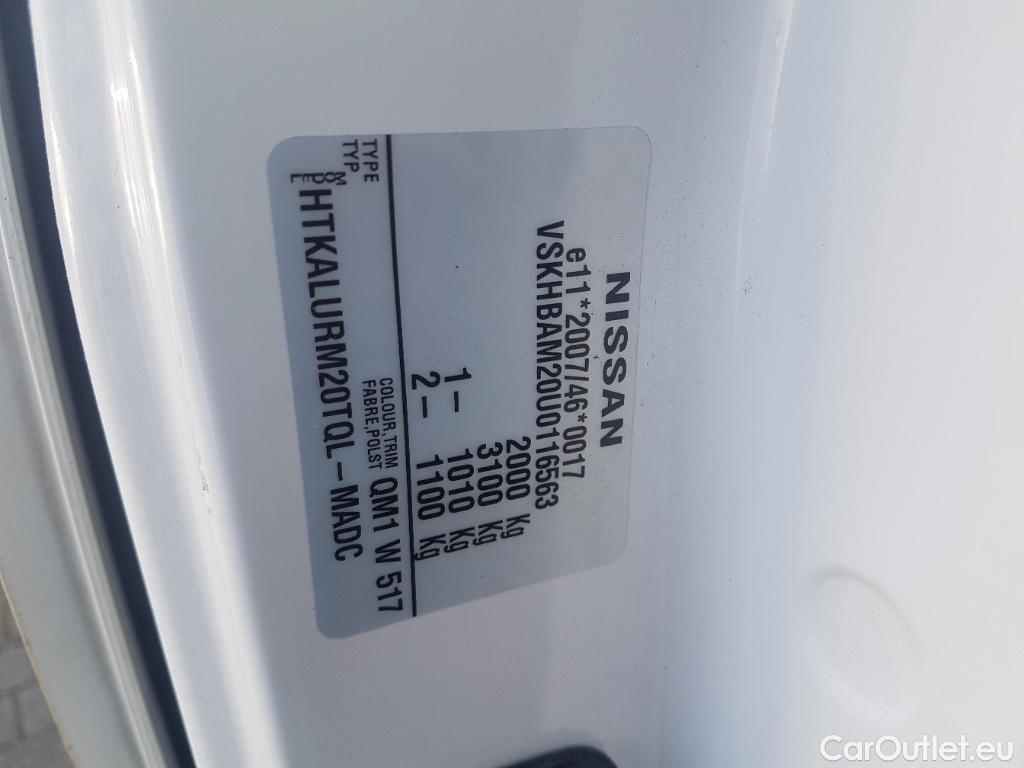 NISSAN
e11*2007/46*0017
VSKHBAM20U0116563
2000 Kg
3100 Kg
1- 1010 Kg
2- 1100 Kg
TYPE
TYP
COLOUR,TRIM
FABRE,POLST
QM1 W 517
MODEL
HTKALURM20TQL-MADC
CarOutlet.eu